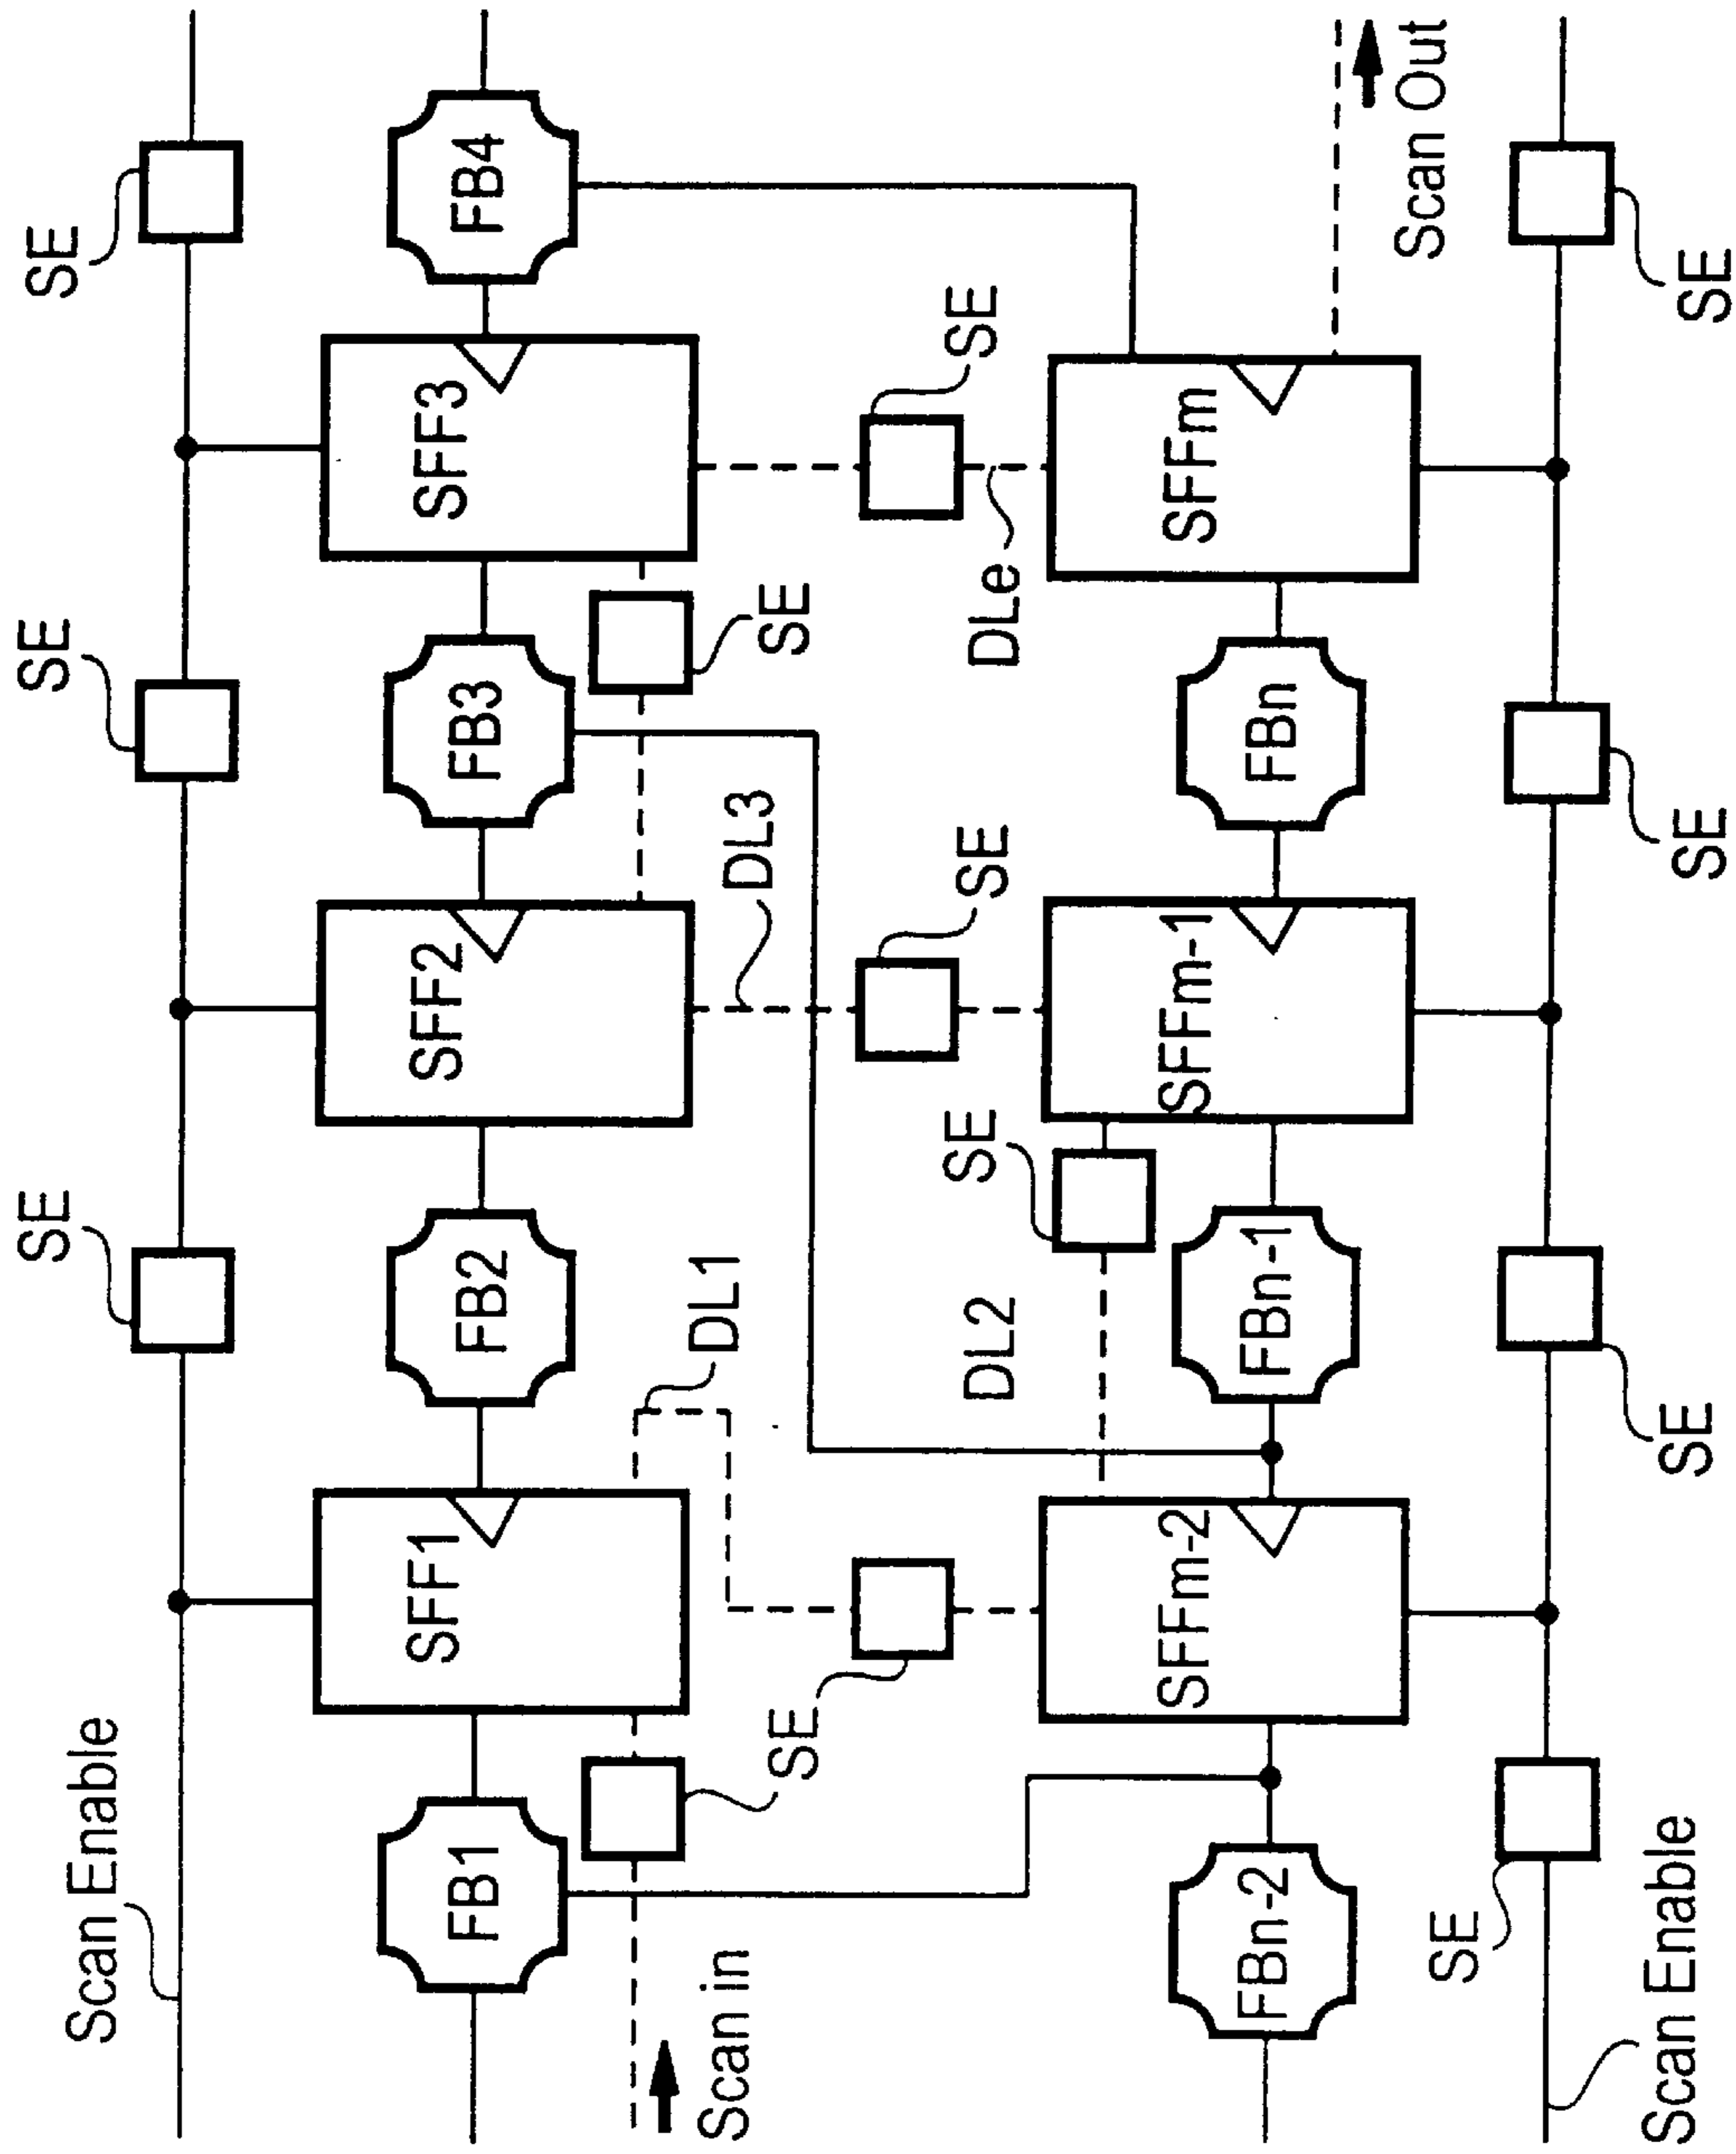 Scan Enable
SE
SE
SE
FB1
SFF1
FB2
SFF2
FB3
SFF3
FB4
Scan in
SE
DL1
DL3
SE
SE
DL2
SE
SE
DLe
SE
FBn-2
SFFm-2
FBn-1
SFFm-1
FBn
SFFm
Scan Out
SE
Scan Enable
SE
SE
SE